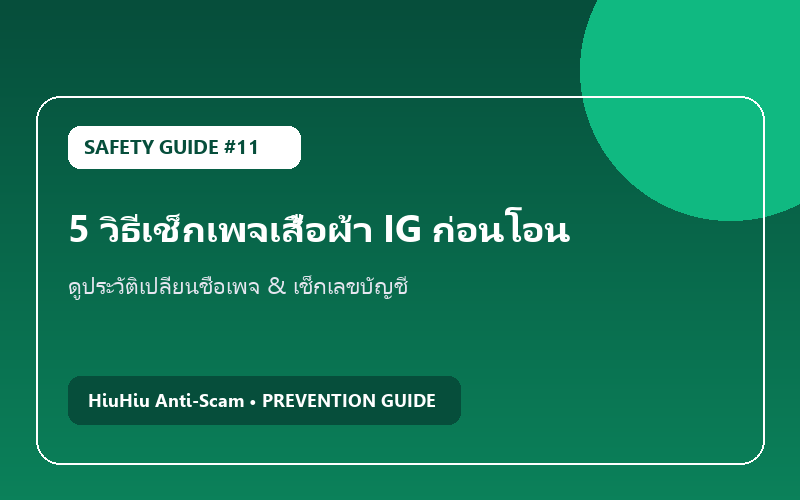 SAFETY GUIDE #11
5 วิธีเช็กเพจเสื้อผ้า IG ก่อนโอน
ดูประวัติเปลี่ยนชื่อเพจ & เช็กเลขบัญชี
HiuHiu Anti-Scam • PREVENTION GUIDE